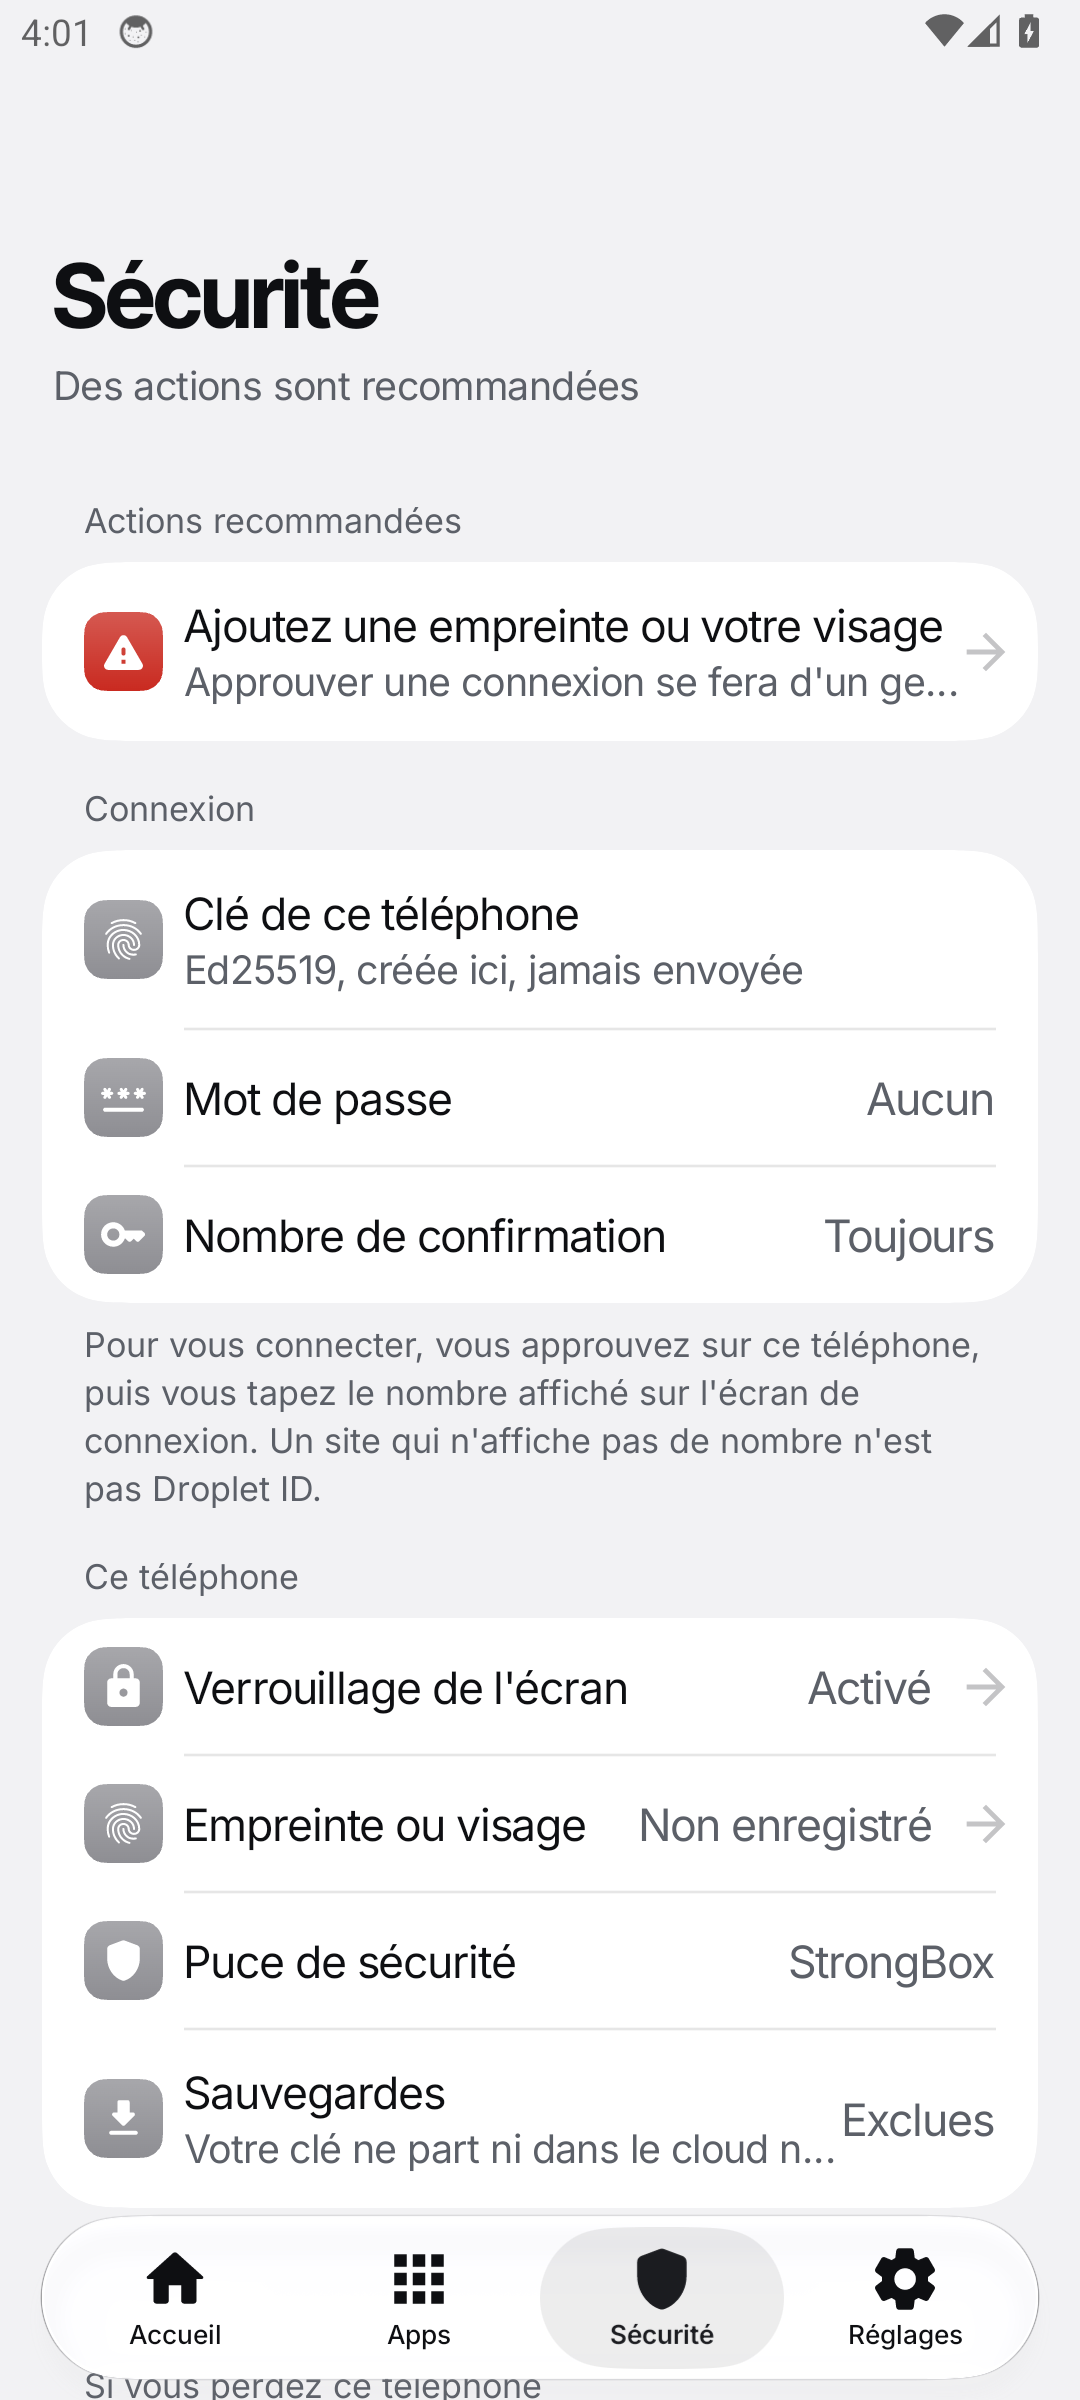 4:01
Sécurité
Des actions sont recommandées
Actions recommandées
Ajoutez une empreinte ou votre visage
Approuver une connexion se fera d'un ge...
Connexion
Clé de ce téléphone
Ed25519, créée ici, jamais envoyée
Mot de passe
Aucun
Nombre de confirmation
Toujours
Pour vous connecter, vous approuvez sur ce téléphone,
puis vous tapez le nombre affiché sur l'écran de
connexion. Un site qui n'affiche pas de nombre n'est
pas Droplet ID.
Ce téléphone
Verrouillage de l'écran
Activé
Empreinte ou visage
Non enregistré
Puce de sécurité
StrongBox
Sauvegardes
Votre clé ne part ni dans le cloud n...
Exclues
Accueil
Apps
Sécurité
Réglages
Si vous perdez ce téléphone